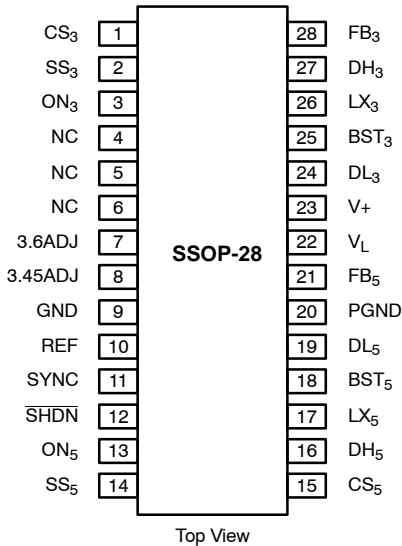 CS3 1 28 FB3
SS3 2 27 DH3
ON3 3 26 LX3
NC 4 25 BST3
NC 5 24 DL3
NC 6 23 V+
3.6ADJ 7 22 VL
SSOP-28
3.45ADJ 8 21 FB5
GND 9 20 PGND
REF 10 19 DL5
SYNC 11 18 BST5
SHDN 12 17 LX5
ON5 13 16 DH5
SS5 14 15 CS5
Top View